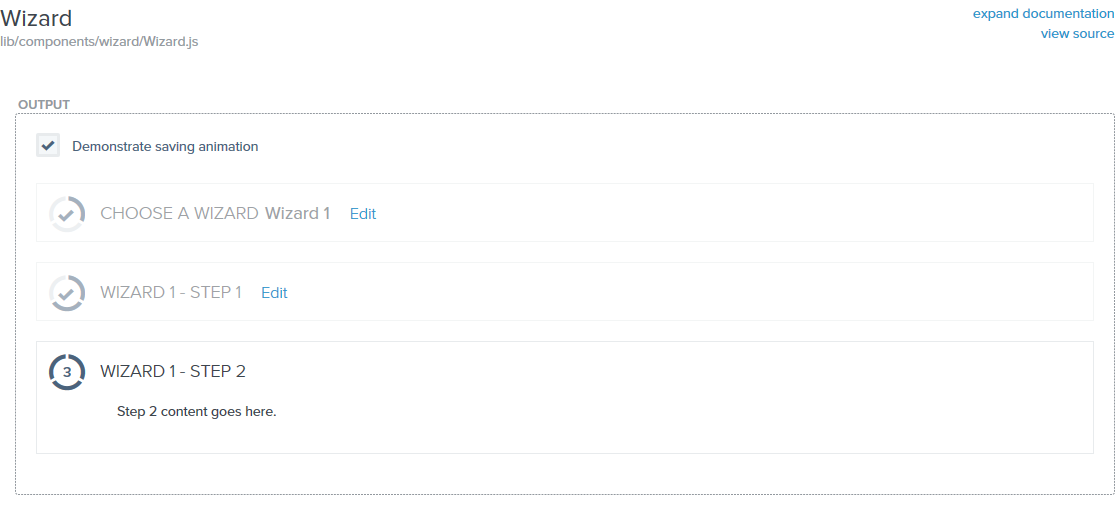 Wizard
expand documentation
lib/components/wizard/Wizard.js
view source
OUTPUT
Demonstrate saving animation
CHOOSE A WIZARD Wizard 1 Edit
WIZARD 1 - STEP 1 Edit
3 WIZARD 1 - STEP 2
Step 2 content goes here.